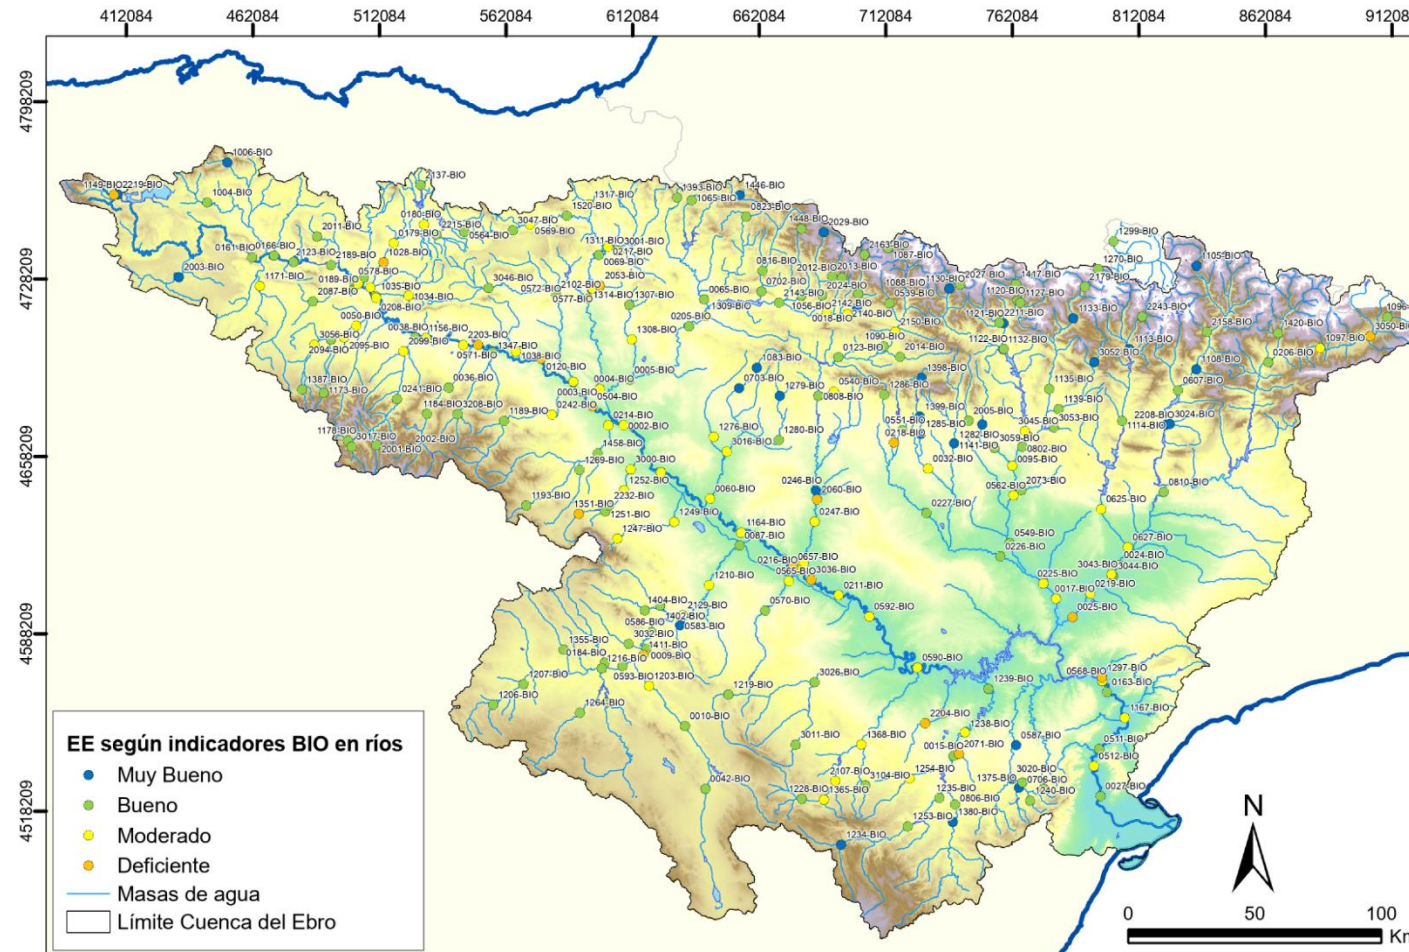 412084 462084 512084 562084 612084 662084 712084 762084 812084 862084 912084
4798209
4728209
4658209
4588209
4518209
1006-BIO
1149-BIO 2219-BIO
1004-BIO
2137-BIO
1317-BIO
1393-BIO
1446-BIO
1065-BIO
0823-BIO
1520-BIO
3047-BIO
0569-BIO
0180-BIO
2215-BIO
0179-BIO
0564-BIO
2011-BIO
1448-BIO
2029-BIO
1299-BIO
0161-BIO
0166-BIO
2123-BIO
2189-BIO
1028-BIO
1311-BIO
3001-BIO
0217-BIO
0069-BIO
2163-BIO
1087-BIO
1270-BIO
1105-BIO
2003-BIO
1171-BIO
0189-BIO
0578-BIO
3046-BIO
2053-BIO
0816-BIO
2012-BIO
2013-BIO
2027-BIO
1417-BIO
2179-BIO
2087-BIO
1035-BIO
1034-BIO
0208-BIO
0572-BIO
2102-BIO
0577-BIO
1314-BIO
1307-BIO
0065-BIO
1309-BIO
0702-BIO
2143-BIO
2024-BIO
1088-BIO
1130-BIO
0539-BIO
1120-BIO
1127-BIO
1133-BIO
2243-BIO
1056-BIO
2142-BIO
0018-BIO
2140-BIO
1121-BIO
2211-BIO
1420-BIO
1096-
3050-BIO
0050-BIO
0038-BIO
1156-BIO
2203-BIO
1308-BIO
0205-BIO
2150-BIO
1090-BIO
1122-BIO
1132-BIO
2158-BIO
1097-BIO
3056-BIO
2094-BIO
2095-BIO
2099-BIO
0571-BIO
1347-BIO
1038-BIO
0123-BIO
2014-BIO
1113-BIO
3052-BIO
1108-BIO
0206-BIO
0120-BIO
0005-BIO
1083-BIO
1387-BIO
1173-BIO
0241-BIO
0036-BIO
0003-BIO
0004-BIO
0504-BIO
0703-BIO
1279-BIO
0540-BIO
0808-BIO
1286-BIO
1398-BIO
1135-BIO
0607-BIO
1184-BIO
3208-BIO
1189-BIO
0242-BIO
0214-BIO
0002-BIO
1399-BIO
1139-BIO
3053-BIO
2208-BIO
3024-BIO
1178-BIO
3017-BIO
2001-BIO
2002-BIO
1276-BIO
3016-BIO
1280-BIO
0551-BIO
0218-BIO
1285-BIO
2005-BIO
1282-BIO
1141-BIO
3045-BIO
3059-BIO
0802-BIO
1114-BIO
1458-BIO
1269-BIO
3000-BIO
1252-BIO
0032-BIO
0095-BIO
1193-BIO
2232-BIO
0060-BIO
0246-BIO
2060-BIO
0562-BIO
2073-BIO
0810-BIO
1351-BIO
1251-BIO
1249-BIO
0247-BIO
0227-BIO
0625-BIO
1247-BIO
1164-BIO
0087-BIO
0549-BIO
0226-BIO
0627-BIO
0024-BIO
0216-BIO
0657-BIO
0565-BIO
3036-BIO
3043-BIO
3044-BIO
1210-BIO
0211-BIO
0225-BIO
0219-BIO
0017-BIO
1404-BIO
2129-BIO
1402-BIO
0570-BIO
0592-BIO
0025-BIO
0586-BIO
0583-BIO
3032-BIO
1355-BIO
1411-BIO
0184-BIO
1216-BIO
0009-BIO
0590-BIO
1207-BIO
0593-BIO
1203-BIO
3026-BIO
1239-BIO
0568-BIO
1297-BIO
0163-BIO
1206-BIO
1264-BIO
1219-BIO
1167-BIO
0010-BIO
2204-BIO
1238-BIO
3011-BIO
1368-BIO
0015-BIO
2071-BIO
0587-BIO
0511-BIO
0512-BIO
0042-BIO
2107-BIO
3104-BIO
1254-BIO
1375-BIO
3020-BIO
0706-BIO
1228-BIO
1365-BIO
1235-BIO
0806-BIO
1240-BIO
0027-BIO
1253-BIO
1380-BIO
1234-BIO
EE según indicadores BIO en ríos
Muy Bueno
Bueno
Moderado
Deficiente
Masas de agua
Límite Cuenca del Ebro
N
0 50 100
Km